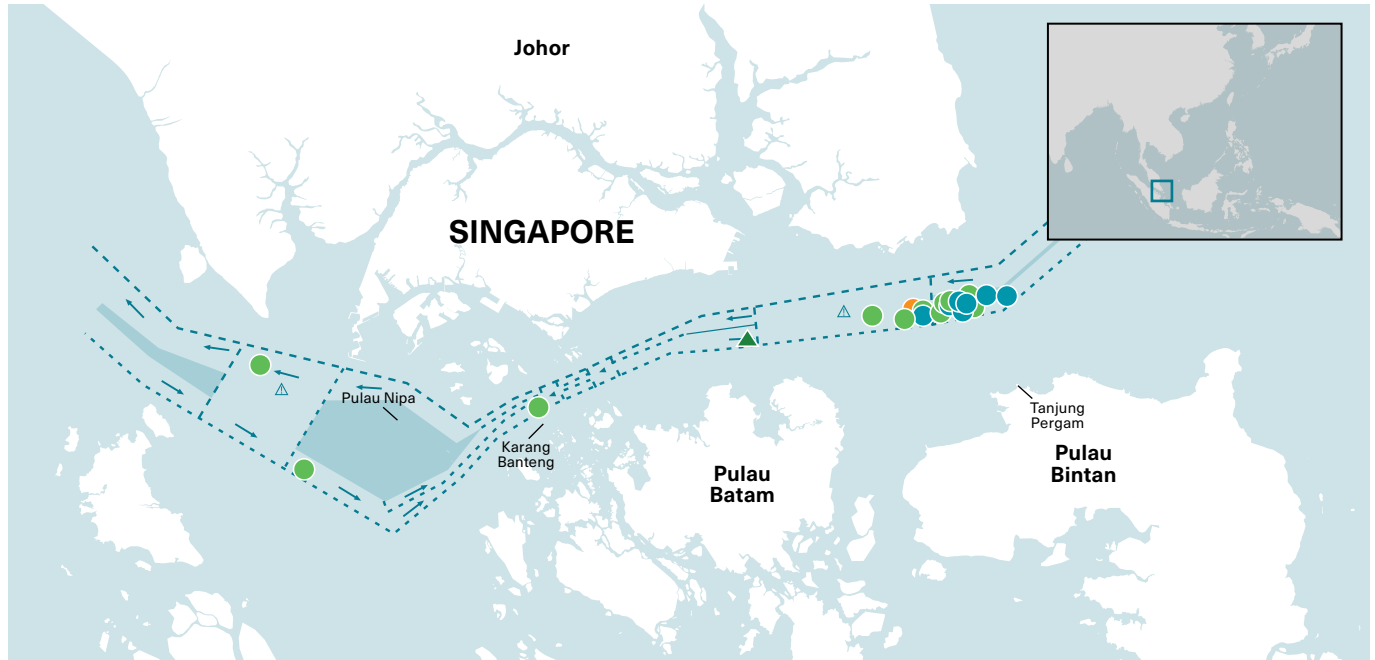 Johor
SINGAPORE
Pulau Nipa
Karang
Banteng
Pulau
Batam
Tanjung
Pergam
Pulau
Bintan